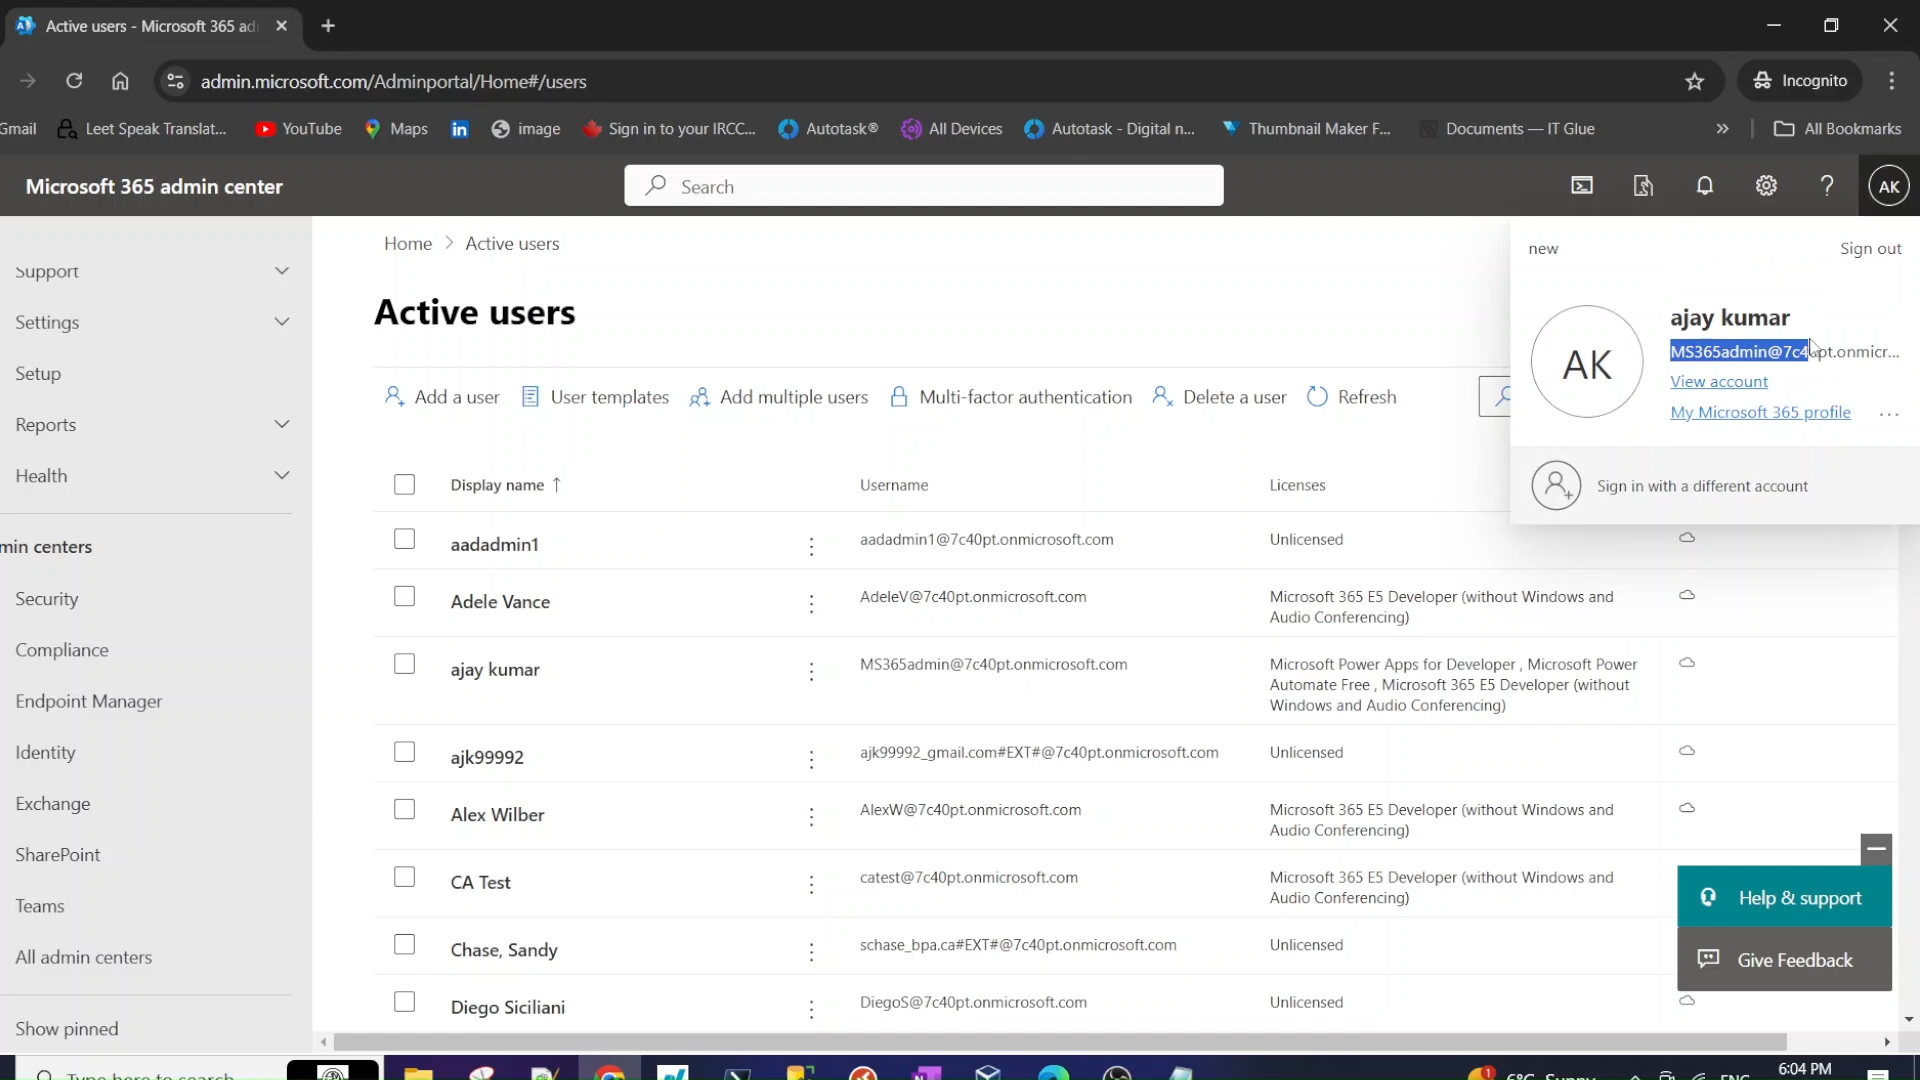 Active users - Microsoft 365 ad
admin.microsoft.com/Adminportal/Home#/users
Incognito
Gmail
Leet Speak Translat...
YouTube
Maps
image
Sign in to your IRCC...
Autotask®
All Devices
Autotask - Digital n...
Thumbnail Maker F...
Documents — IT Glue
All Bookmarks
Microsoft 365 admin center
Search
AK
Support
Settings
Setup
Reports
Health
min centers
Security
Compliance
Endpoint Manager
Identity
Exchange
SharePoint
Teams
All admin centers
Show pinned
Home > Active users
Active users
Add a user
User templates
Add multiple users
Multi-factor authentication
Delete a user
Refresh
Display name ↑ Username Licenses
aadadmin1 aadadmin1@7c40pt.onmicrosoft.com Unlicensed
Adele Vance AdeleV@7c40pt.onmicrosoft.com Microsoft 365 E5 Developer (without Windows and
Audio Conferencing)
ajay kumar MS365admin@7c40pt.onmicrosoft.com Microsoft Power Apps for Developer , Microsoft Power
Automate Free , Microsoft 365 E5 Developer (without
Windows and Audio Conferencing)
ajk99992 ajk99992_gmail.com#EXT#@7c40pt.onmicrosoft.com Unlicensed
Alex Wilber AlexW@7c40pt.onmicrosoft.com Microsoft 365 E5 Developer (without Windows and
Audio Conferencing)
CA Test catest@7c40pt.onmicrosoft.com Microsoft 365 E5 Developer (without Windows and
Audio Conferencing)
Chase, Sandy schase_bpa.ca#EXT#@7c40pt.onmicrosoft.com Unlicensed
Diego Siciliani DiegoS@7c40pt.onmicrosoft.com Unlicensed
new
Sign out
AK
ajay kumar
MS365admin@7c4 pt.onmicr...
View account
My Microsoft 365 profile
Sign in with a different account
Help & support
Give Feedback
Type here to search
1
6°C Sunny
ENG
6:04 PM